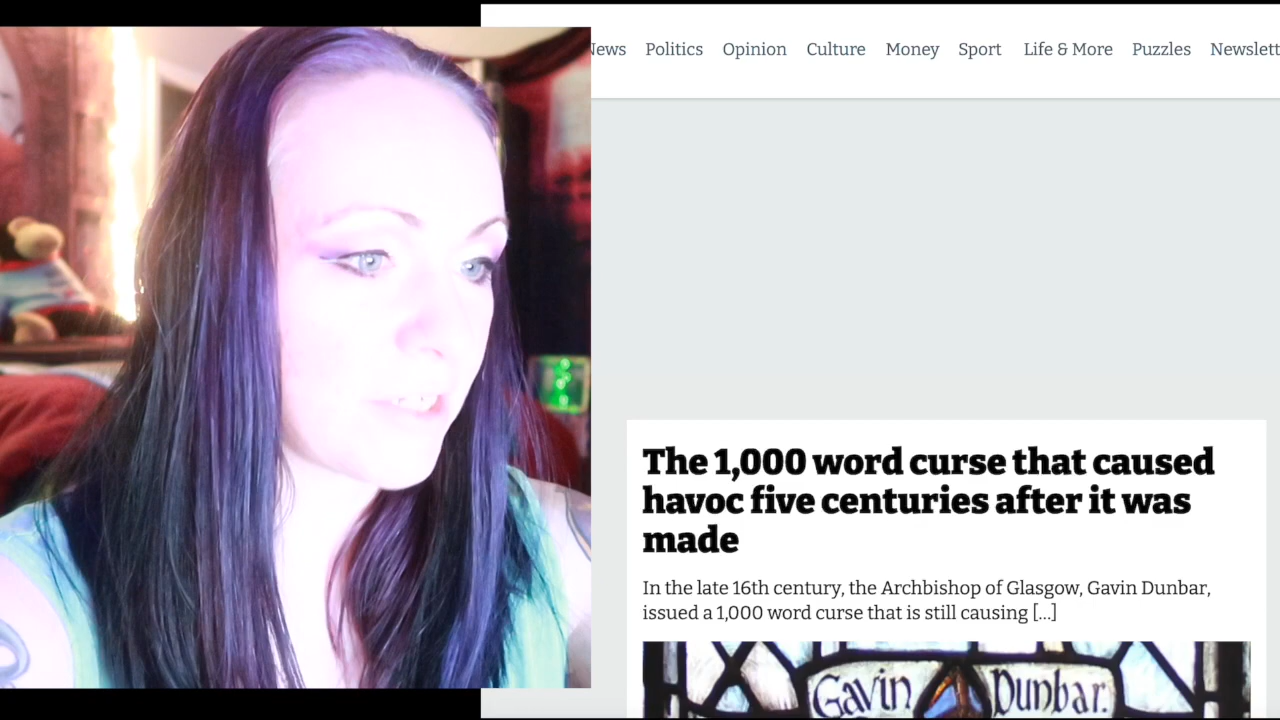 News Politics Opinion Culture Money Sport Life & More Puzzles
The 1,000 word curse that caused
havoc five centuries after it was
made
In the late 16th century, the Archbishop of Glasgow, Gavin Dunbar,
issued a 1,000 word curse that is still causing [...]
Gavin Dunbar.